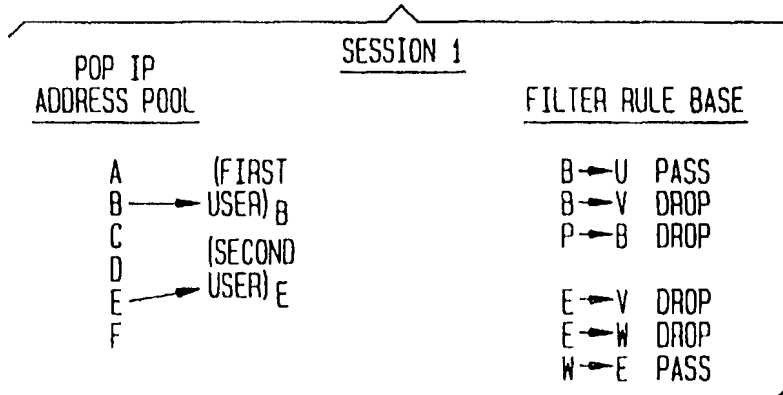 SESSION 1
POP IP
ADDRESS POOL
A
B → (FIRST USER) B
C
D
E → (SECOND USER) E
F
FILTER RULE BASE
B → U PASS
B → V DROP
P → B DROP
E → V DROP
E → W DROP
W → E PASS